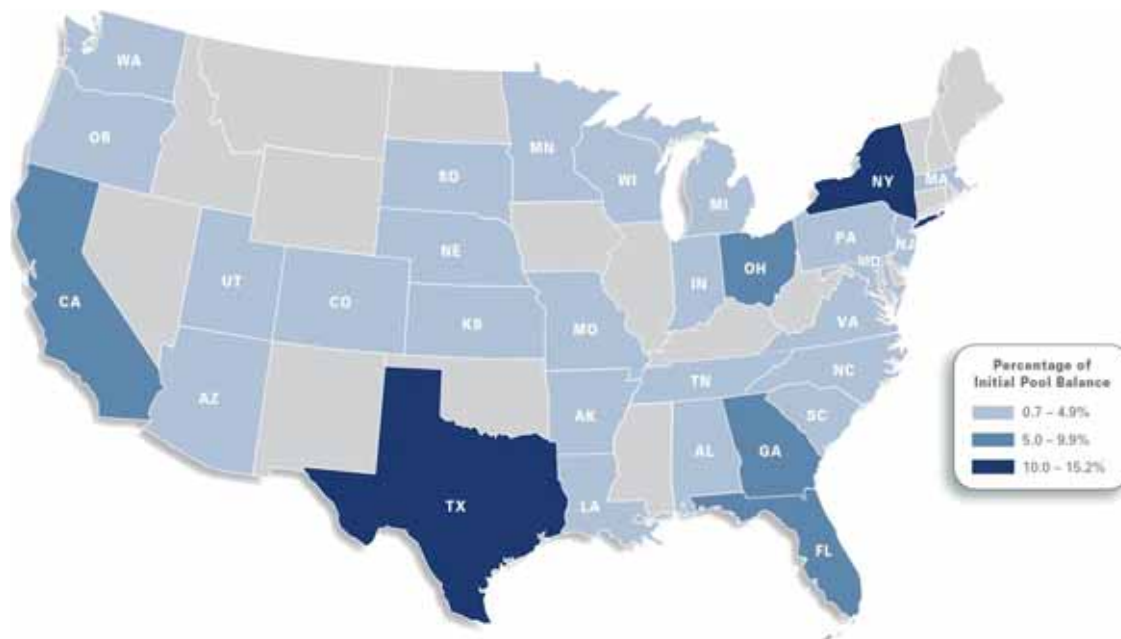 WA
OR
MN
SD
WI
MI
NY
MA
NE
PA
NJ
IN
OH
MD
UT
CO
CA
KS
MO
VA
AZ
TN
NC
AK
SC
AL
GA
TX
LA
FL
Percentage of
Initial Pool Balance
0.7 – 4.9%
5.0 – 9.9%
10.0 – 15.2%